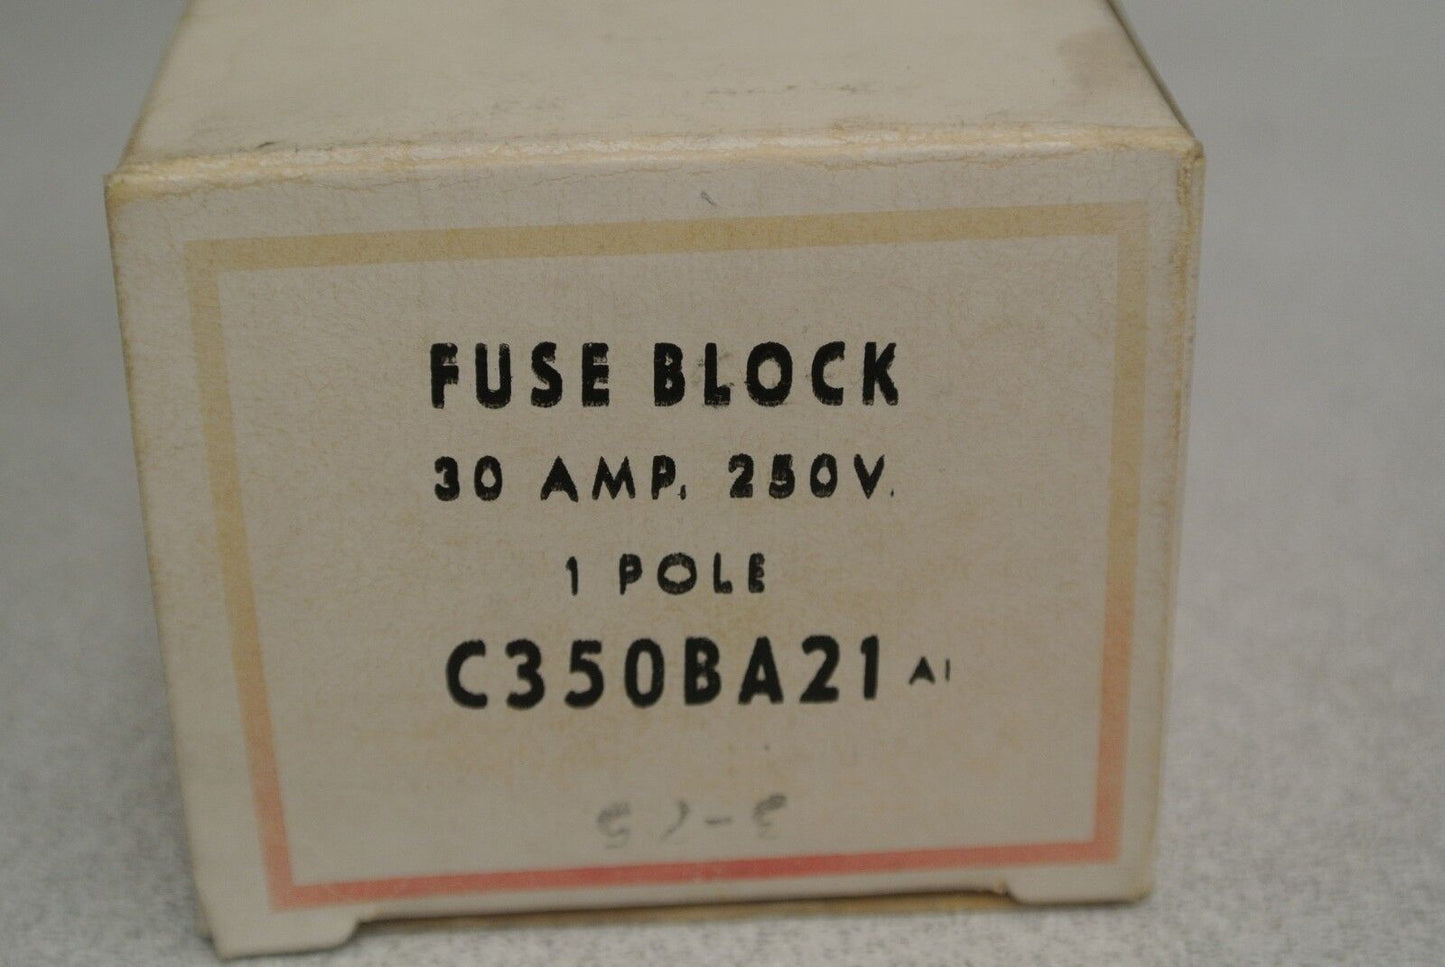 FUSE BLOCK
30 AMP. 250V.
1 POLE
C350BA21 A1